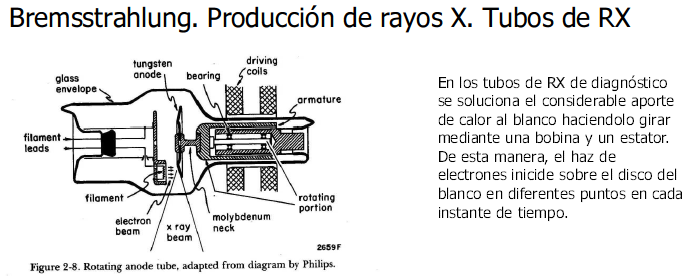 Bremsstrahlung. Producción de rayos X. Tubos de RX
glass
envelope
tungsten
anode
bearing
driving
coils
armature
filament
leads
filament
electron
beam
x ray
beam
molybdenum
neck
rotating
portion
2659F
Figure 2-8. Rotating anode tube, adapted from diagram by Philips.
En los tubos de RX de diagnóstico
se soluciona el considerable aporte
de calor al blanco haciendolo girar
mediante una bobina y un estator.
De esta manera, el haz de
electrones inicide sobre el disco del
blanco en diferentes puntos en cada
instante de tiempo.